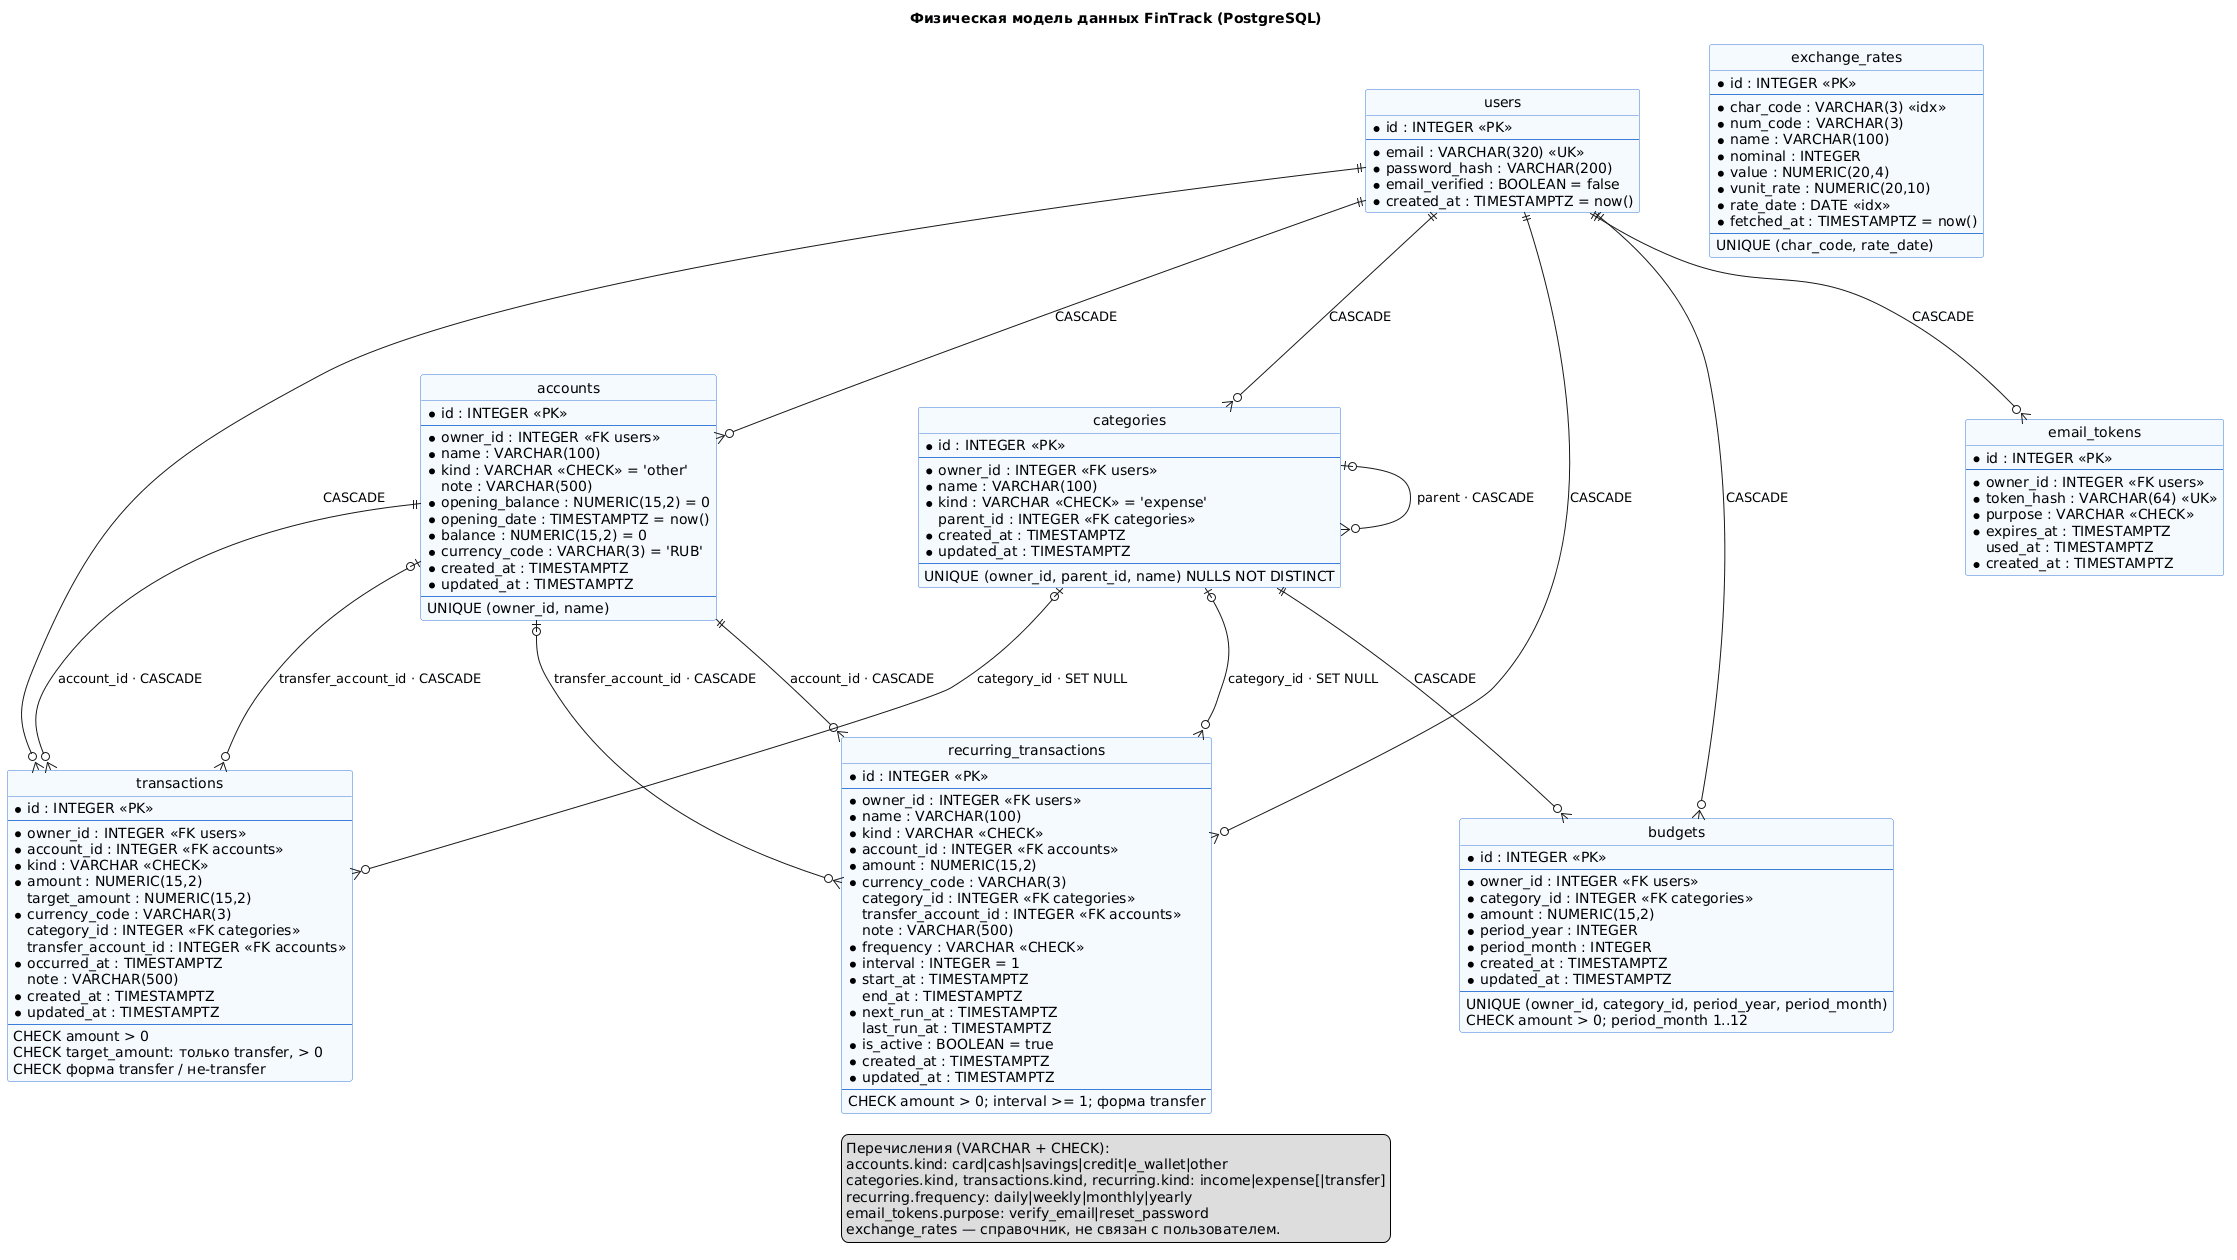 Физическая модель данных FinTrack (PostgreSQL)
exchange_rates
• id : INTEGER «PK»
• char_code : VARCHAR(3) «idx»
• num_code : VARCHAR(3)
• name : VARCHAR(100)
• nominal : INTEGER
• value : NUMERIC(20,4)
• vunit_rate : NUMERIC(20,10)
• rate_date : DATE «idx»
• fetched_at : TIMESTAMPTZ = now()
UNIQUE (char_code, rate_date)
users
• id : INTEGER «PK»
• email : VARCHAR(320) «UK»
• password_hash : VARCHAR(200)
• email_verified : BOOLEAN = false
• created_at : TIMESTAMPTZ = now()
CASCADE
CASCADE
CASCADE
accounts
• id : INTEGER «PK»
• owner_id : INTEGER «FK users»
• name : VARCHAR(100)
• kind : VARCHAR «CHECK» = 'other'
note : VARCHAR(500)
• opening_balance : NUMERIC(15,2) = 0
• opening_date : TIMESTAMPTZ = now()
• balance : NUMERIC(15,2) = 0
• currency_code : VARCHAR(3) = 'RUB'
• created_at : TIMESTAMPTZ
• updated_at : TIMESTAMPTZ
UNIQUE (owner_id, name)
categories
• id : INTEGER «PK»
• owner_id : INTEGER «FK users»
• name : VARCHAR(100)
• kind : VARCHAR «CHECK» = 'expense'
parent_id : INTEGER «FK categories»
• created_at : TIMESTAMPTZ
• updated_at : TIMESTAMPTZ
UNIQUE (owner_id, parent_id, name) NULLS NOT DISTINCT
email_tokens
• id : INTEGER «PK»
• owner_id : INTEGER «FK users»
• token_hash : VARCHAR(64) «UK»
• purpose : VARCHAR «CHECK»
• expires_at : TIMESTAMPTZ
used_at : TIMESTAMPTZ
• created_at : TIMESTAMPTZ
CASCADE
parent · CASCADE
CASCADE
CASCADE
account_id · CASCADE
transfer_account_id · CASCADE
transfer_account_id · CASCADE
account_id · CASCADE
category_id · SET NULL
category_id · SET NULL
CASCADE
transactions
• id : INTEGER «PK»
• owner_id : INTEGER «FK users»
• account_id : INTEGER «FK accounts»
• kind : VARCHAR «CHECK»
• amount : NUMERIC(15,2)
target_amount : NUMERIC(15,2)
• currency_code : VARCHAR(3)
category_id : INTEGER «FK categories»
transfer_account_id : INTEGER «FK accounts»
• occurred_at : TIMESTAMPTZ
note : VARCHAR(500)
• created_at : TIMESTAMPTZ
• updated_at : TIMESTAMPTZ
CHECK amount > 0
CHECK target_amount: только transfer, > 0
CHECK форма transfer / не-transfer
recurring_transactions
• id : INTEGER «PK»
• owner_id : INTEGER «FK users»
• name : VARCHAR(100)
• kind : VARCHAR «CHECK»
• account_id : INTEGER «FK accounts»
• amount : NUMERIC(15,2)
• currency_code : VARCHAR(3)
category_id : INTEGER «FK categories»
transfer_account_id : INTEGER «FK accounts»
note : VARCHAR(500)
• frequency : VARCHAR «CHECK»
• interval : INTEGER = 1
• start_at : TIMESTAMPTZ
end_at : TIMESTAMPTZ
• next_run_at : TIMESTAMPTZ
last_run_at : TIMESTAMPTZ
• is_active : BOOLEAN = true
• created_at : TIMESTAMPTZ
• updated_at : TIMESTAMPTZ
CHECK amount > 0; interval >= 1; форма transfer
budgets
• id : INTEGER «PK»
• owner_id : INTEGER «FK users»
• category_id : INTEGER «FK categories»
• amount : NUMERIC(15,2)
• period_year : INTEGER
• period_month : INTEGER
• created_at : TIMESTAMPTZ
• updated_at : TIMESTAMPTZ
UNIQUE (owner_id, category_id, period_year, period_month)
CHECK amount > 0; period_month 1..12
Перечисления (VARCHAR + CHECK):
accounts.kind: card|cash|savings|credit|e_wallet|other
categories.kind, transactions.kind, recurring.kind: income|expense[|transfer]
recurring.frequency: daily|weekly|monthly|yearly
email_tokens.purpose: verify_email|reset_password
exchange_rates — справочник, не связан с пользователем.